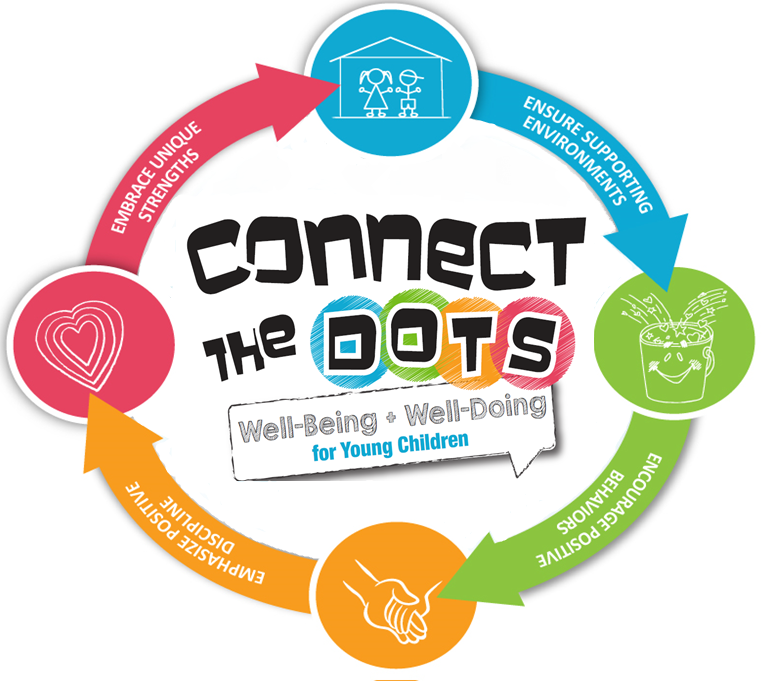 EMBRACE UNIQUE
STRENGTHS
ENSURE SUPPORTING
ENVIRONMENTS
CONNECT
THE DOTS
Well-Being + Well-Doing
for Young Children
EMPHASIZE POSITIVE
DISCIPLINE
ENCOURAGE POSITIVE
BEHAVIORS